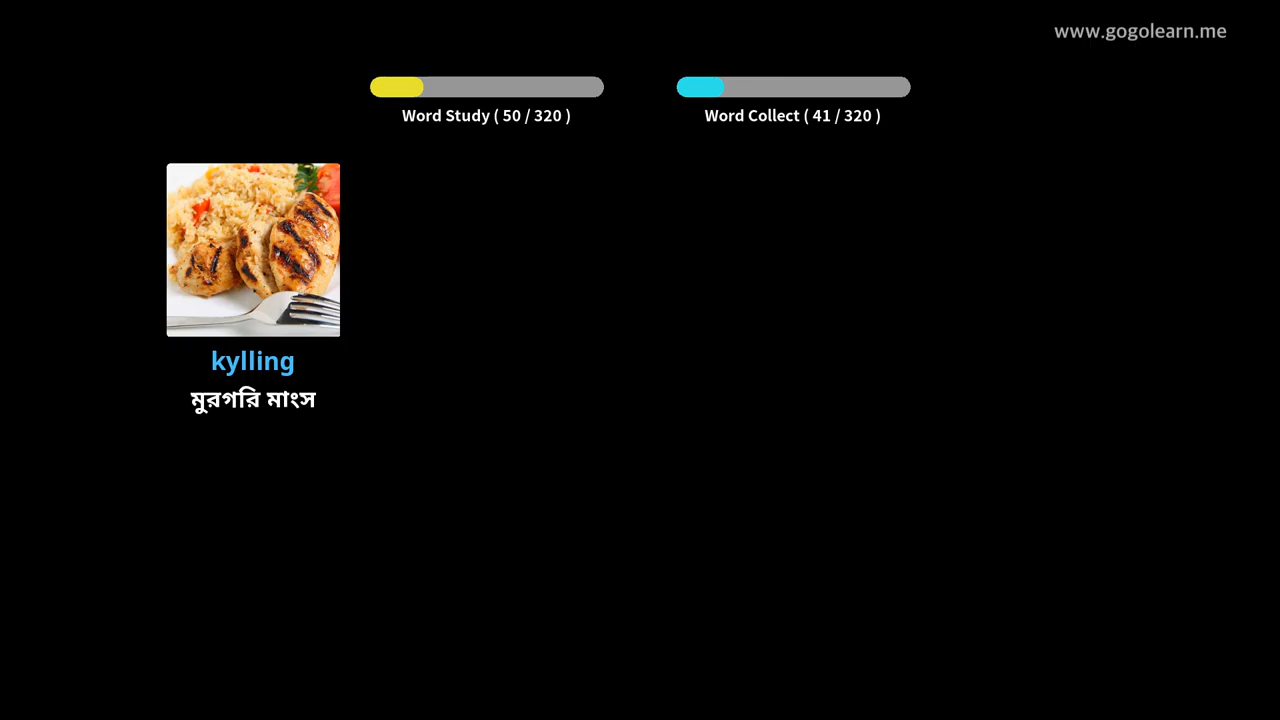 www.gogolearn.me
Word Study ( 50 / 320 )
Word Collect ( 41 / 320 )
kylling
মুরগরি মাংস